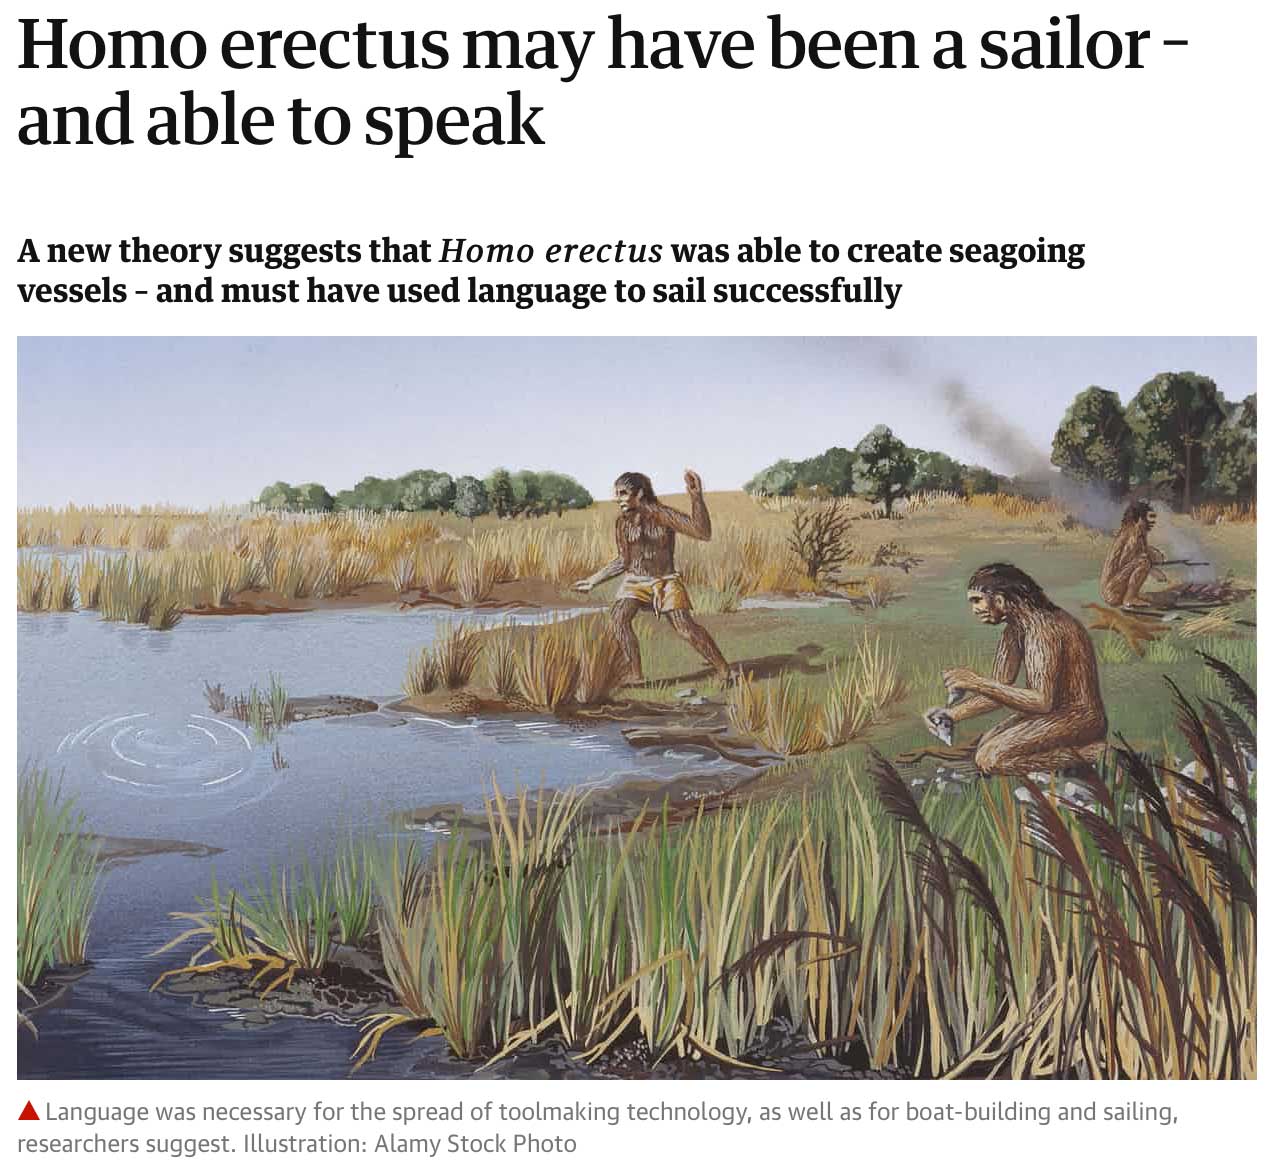 Homo erectus may have been a sailor –
and able to speak
A new theory suggests that Homo erectus was able to create seagoing
vessels – and must have used language to sail successfully
▲ Language was necessary for the spread of toolmaking technology, as well as for boat-building and sailing,
researchers suggest. Illustration: Alamy Stock Photo